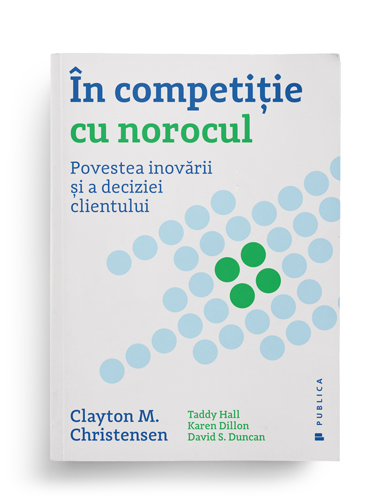 În competiție
cu norocul
Povestea inovării
și a deciziei
clientului
Clayton M.
Christensen
Taddy Hall
Karen Dillon
David S. Duncan
PUBLICA